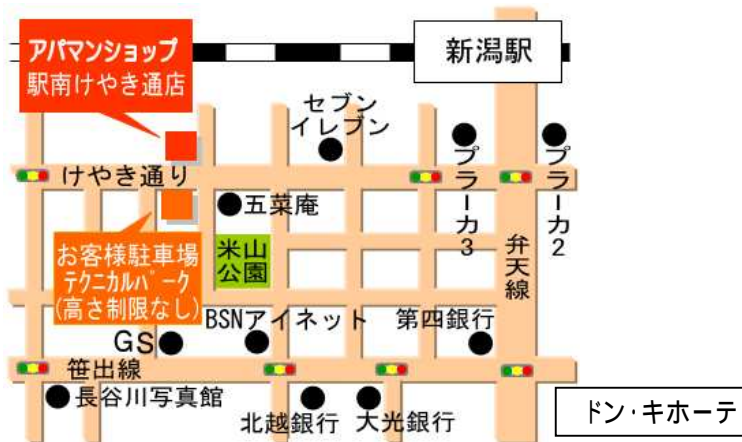 アパマンショップ
駅南けやき通店
新潟駅
セブン
イレブン
けやき通り
五菜庵
プラーカ3
プラーカ2
お客様駐車場
テクニカルパーク
(高さ制限なし)
米山
公園
弁天線
BSNアイネット
第四銀行
GS
笹出線
長谷川写真館
北越銀行
大光銀行
ドン・キホーテ